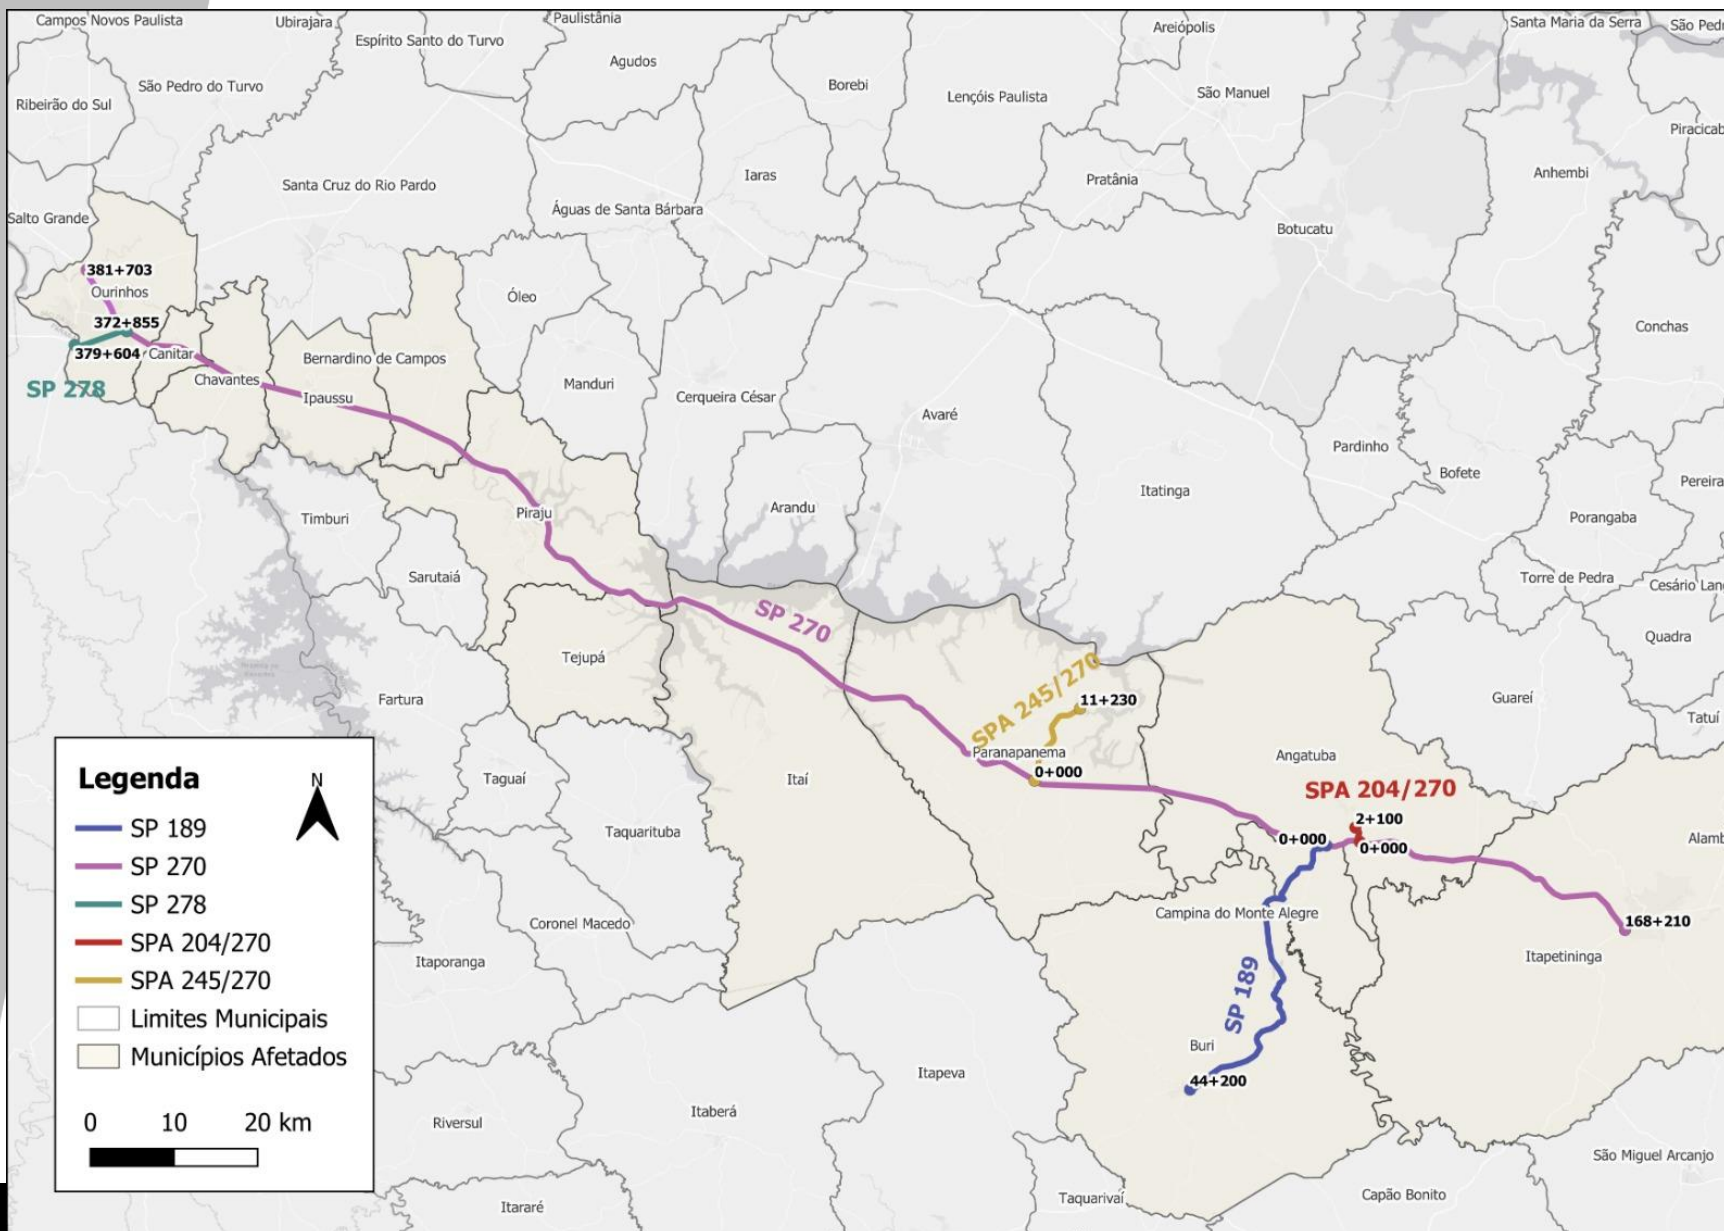 Campos Novos Paulista
Ubirajara
Paulistânia
Areiópolis
Santa Maria da Serra
São Pedr
Espírito Santo do Turvo
Agudos
São Pedro do Turvo
Borebi
Lençóis Paulista
São Manuel
Ribeirão do Sul
Piracicab
Iaras
Pratânia
Anhembi
Santa Cruz do Rio Pardo
Águas de Santa Bárbara
Salto Grande
Botucatu
381+703
Ourinhos
Óleo
372+855
Conchas
379+604
Canitar
Bernardino de Campos
SP 278
Chavantes
Ipaussu
Manduri
Cerqueira César
Avaré
Pardinho
Bofete
Pereira
Itatinga
Arandu
Piraju
Timburi
Porangaba
Sarutaiá
Torre de Pedra
Cesário Lan
SP 270
Quadra
Tejupá
Fartura
SPA 245/270
11+230
Guareí
Tatuí
Paranapanema
0+000
Angatuba
Itaí
Taguaí
SPA 204/270
2+100
0+000
0+000
Alamb
Taquarituba
Campina do Monte Alegre
168+210
Coronel Macedo
Itapetininga
Itaporanga
SP 189
Buri
44+200
Itapeva
Itaberá
Riversul
São Miguel Arcanjo
Taquarivaí
Capão Bonito
Itararé
Legenda
N
SP 189
SP 270
SP 278
SPA 204/270
SPA 245/270
Limites Municipais
Municípios Afetados
0 10 20 km